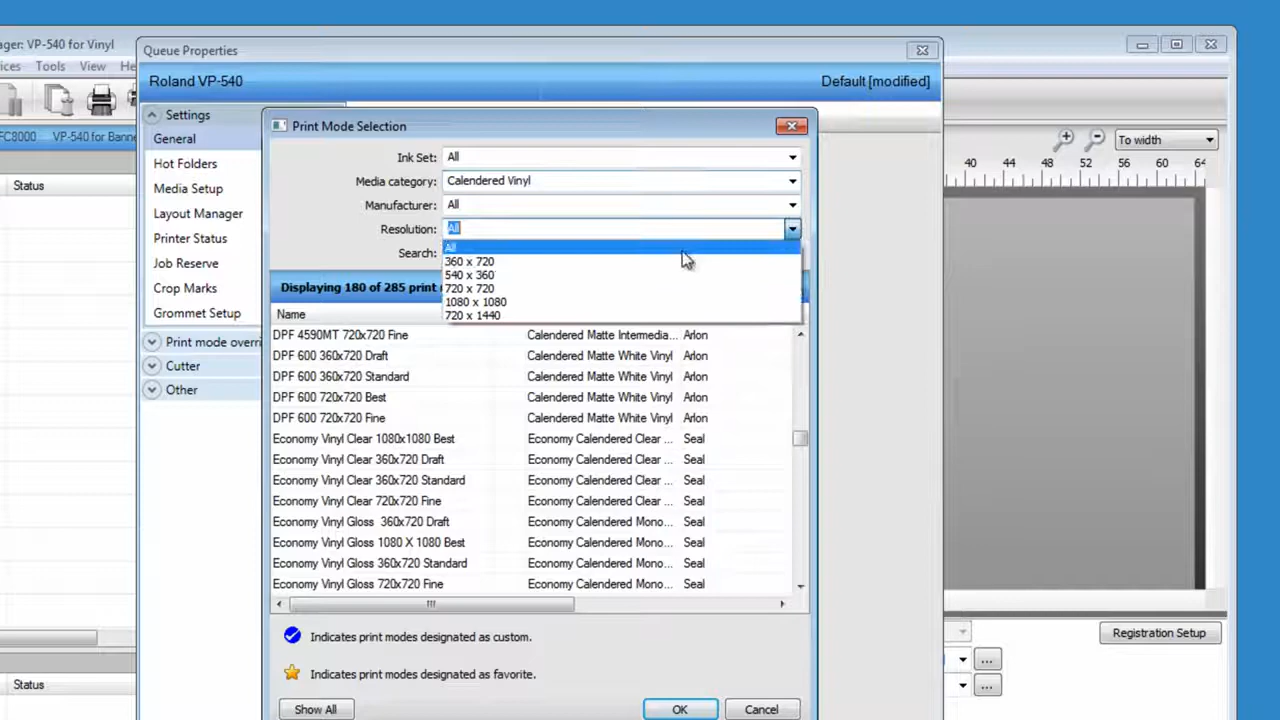 ager: VP-540 for Vinyl
ices Tools View He
FC8000 VP-540 for Banne
Status
Status
Queue Properties
Roland VP-540
Default [modified]
Settings
General
Hot Folders
Media Setup
Layout Manager
Printer Status
Job Reserve
Crop Marks
Grommet Setup
Print mode overri
Cutter
Other
Print Mode Selection
Ink Set: All
Media category: Calendered Vinyl
Manufacturer: All
Resolution: All
Search:
All
360 x 720
540 x 360
720 x 720
1080 x 1080
720 x 1440
Displaying 180 of 285 print
Name
DPF 4590MT 720x720 Fine Calendered Matte Intermedia... Arlon
DPF 600 360x720 Draft Calendered Matte White Vinyl Arlon
DPF 600 360x720 Standard Calendered Matte White Vinyl Arlon
DPF 600 720x720 Best Calendered Matte White Vinyl Arlon
DPF 600 720x720 Fine Calendered Matte White Vinyl Arlon
Economy Vinyl Clear 1080x1080 Best Economy Calendered Clear ... Seal
Economy Vinyl Clear 360x720 Draft Economy Calendered Clear ... Seal
Economy Vinyl Clear 360x720 Standard Economy Calendered Clear ... Seal
Economy Vinyl Clear 720x720 Fine Economy Calendered Clear ... Seal
Economy Vinyl Gloss 360x720 Draft Economy Calendered Mono... Seal
Economy Vinyl Gloss 1080 X 1080 Best Economy Calendered Mono... Seal
Economy Vinyl Gloss 360x720 Standard Economy Calendered Mono... Seal
Economy Vinyl Gloss 720x720 Fine Economy Calendered Mono... Seal
Indicates print modes designated as custom.
Indicates print modes designated as favorite.
Show All OK Cancel
To width
40 44 48 52 56 60 64
Registration Setup
...
...